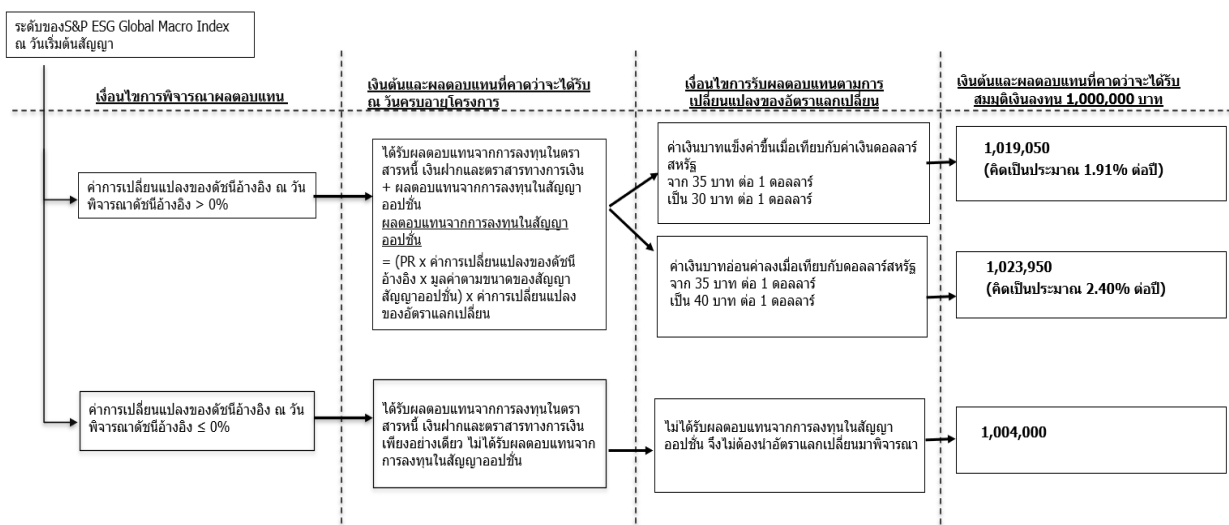 ระดับของS&P ESG Global Macro Index
ณ วันเริ่มต้นสัญญา
เงื่อนไขการพิจารณาผลตอบแทน
เงินต้นและผลตอบแทนที่คาดว่าจะได้รับ
ณ วันครบอายุโครงการ
เงื่อนไขการรับผลตอบแทนตามการ
เปลี่ยนแปลงของอัตราแลกเปลี่ยน
เงินต้นและผลตอบแทนที่คาดว่าจะได้รับ
สมมุติเงินลงทุน 1,000,000 บาท
ค่าการเปลี่ยนแปลงของดัชนีอ้างอิง ณ วัน
พิจารณาดัชนีอ้างอิง > 0%
ได้รับผลตอบแทนจากการลงทุนในตรา
สารหนี้ เงินฝากและตราสารทางการเงิน
+ ผลตอบแทนจากการลงทุนในสัญญา
ออปชั่น
ผลตอบแทนจากการลงทุนในสัญญา
ออปชั่น
= (PR x ค่าการเปลี่ยนแปลงของดัชนี
อ้างอิง x มูลค่าตามขนาดของสัญญา
สัญญาออปชั่น) x ค่าการเปลี่ยนแปลง
ของอัตราแลกเปลี่ยน
ค่าเงินบาทแข็งค่าขึ้นเมื่อเทียบกับค่าเงินดอลลาร์
สหรัฐ
จาก 35 บาท ต่อ 1 ดอลลาร์
เป็น 30 บาท ต่อ 1 ดอลลาร์
1,019,050
(คิดเป็นประมาณ 1.91% ต่อปี)
ค่าเงินบาทอ่อนค่าลงเมื่อเทียบกับดอลลาร์สหรัฐ
จาก 35 บาท ต่อ 1 ดอลลาร์
เป็น 40 บาท ต่อ 1 ดอลลาร์
1,023,950
(คิดเป็นประมาณ 2.40% ต่อปี)
ค่าการเปลี่ยนแปลงของดัชนีอ้างอิง ณ วัน
พิจารณาดัชนีอ้างอิง ≤ 0%
ได้รับผลตอบแทนจากการลงทุนในตรา
สารหนี้ เงินฝากและตราสารทางการเงิน
เพียงอย่างเดียว ไม่ได้รับผลตอบแทนจาก
การลงทุนในสัญญาออปชั่น
ไม่ได้รับผลตอบแทนจากการลงทุนในสัญญา
ออปชั่น จึงไม่ต้องนำอัตราแลกเปลี่ยนมาพิจารณา
1,004,000